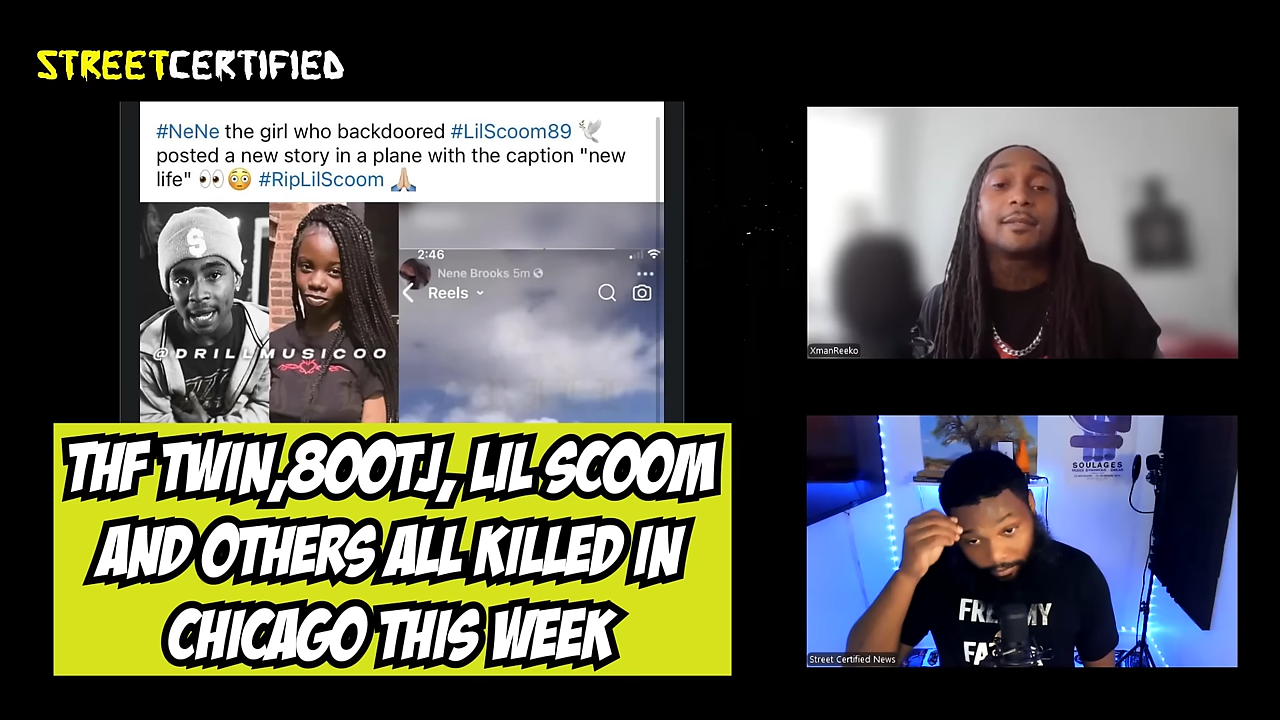 STREETCERTIFIED
#NeNe the girl who backdoored #LilScoom89 🕊️
posted a new story in a plane with the caption "new
life" 👀😳 #RipLilScoom 🙏🏼
S
@DRILLMUSICOO
2:46
Nene Brooks 5m
Reels
THF TWIN,800TJ, LIL SCOOM
AND OTHERS ALL KILLED IN
CHICAGO THIS WEEK
XmanReeko
SOULAGES
Street Certified News